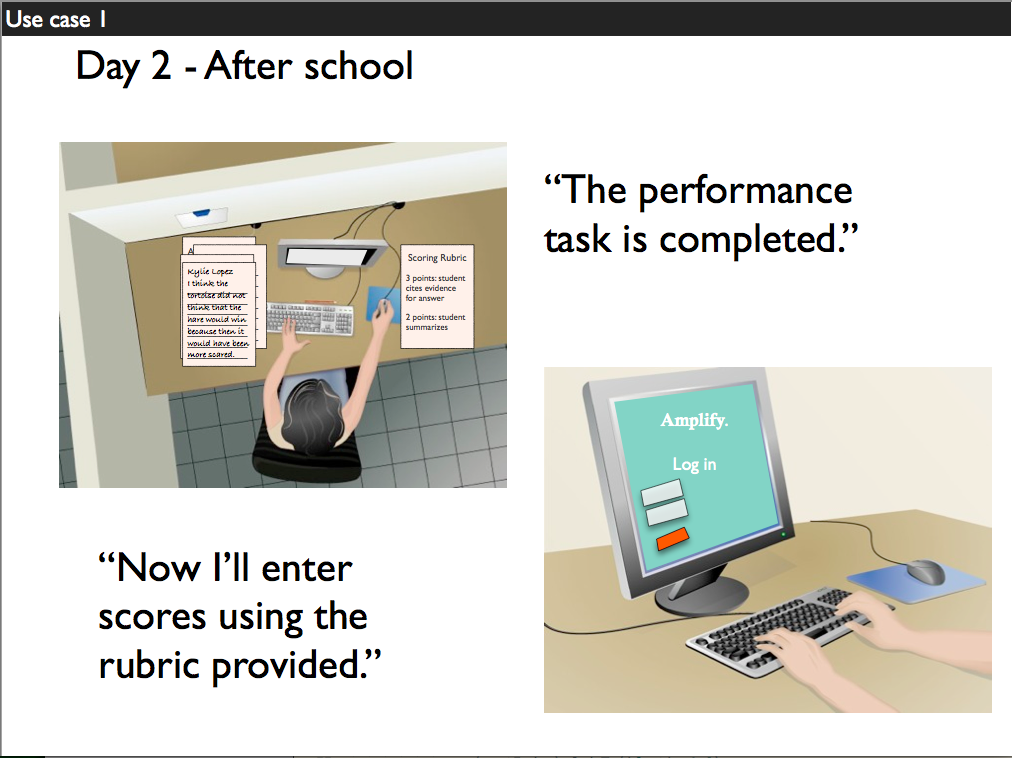 Use case 1
Day 2 - After school
A
Kylie Lopez
I think the
tortoise did not
think that the
hare would win
because then it
would have been
more scared.
Scoring Rubric
3 points: student
cites evidence
for answer
2 points: student
summarizes
“The performance
task is completed.”
“Now I’ll enter
scores using the
rubric provided.”
Amplify.
Log in